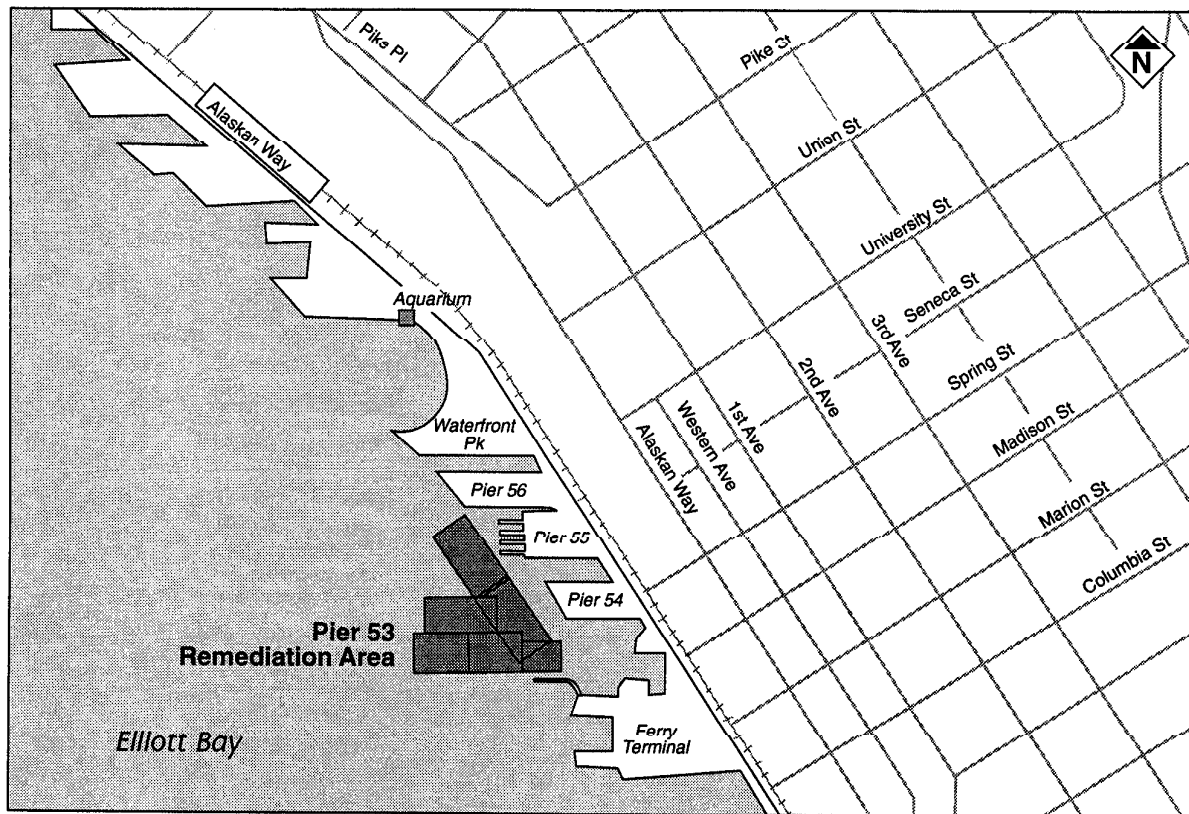 Pike Pl
Pike St
N
Alaskan Way
Union St
University St
Aquarium
Seneca St
3rd Ave
Spring St
2nd Ave
Waterfront
Pk
1st Ave
Western Ave
Alaskan Way
Madison St
Pier 56
Marion St
Pier 55
Columbia St
Pier 54
Pier 53
Remediation Area
Elliott Bay
Ferry
Terminal